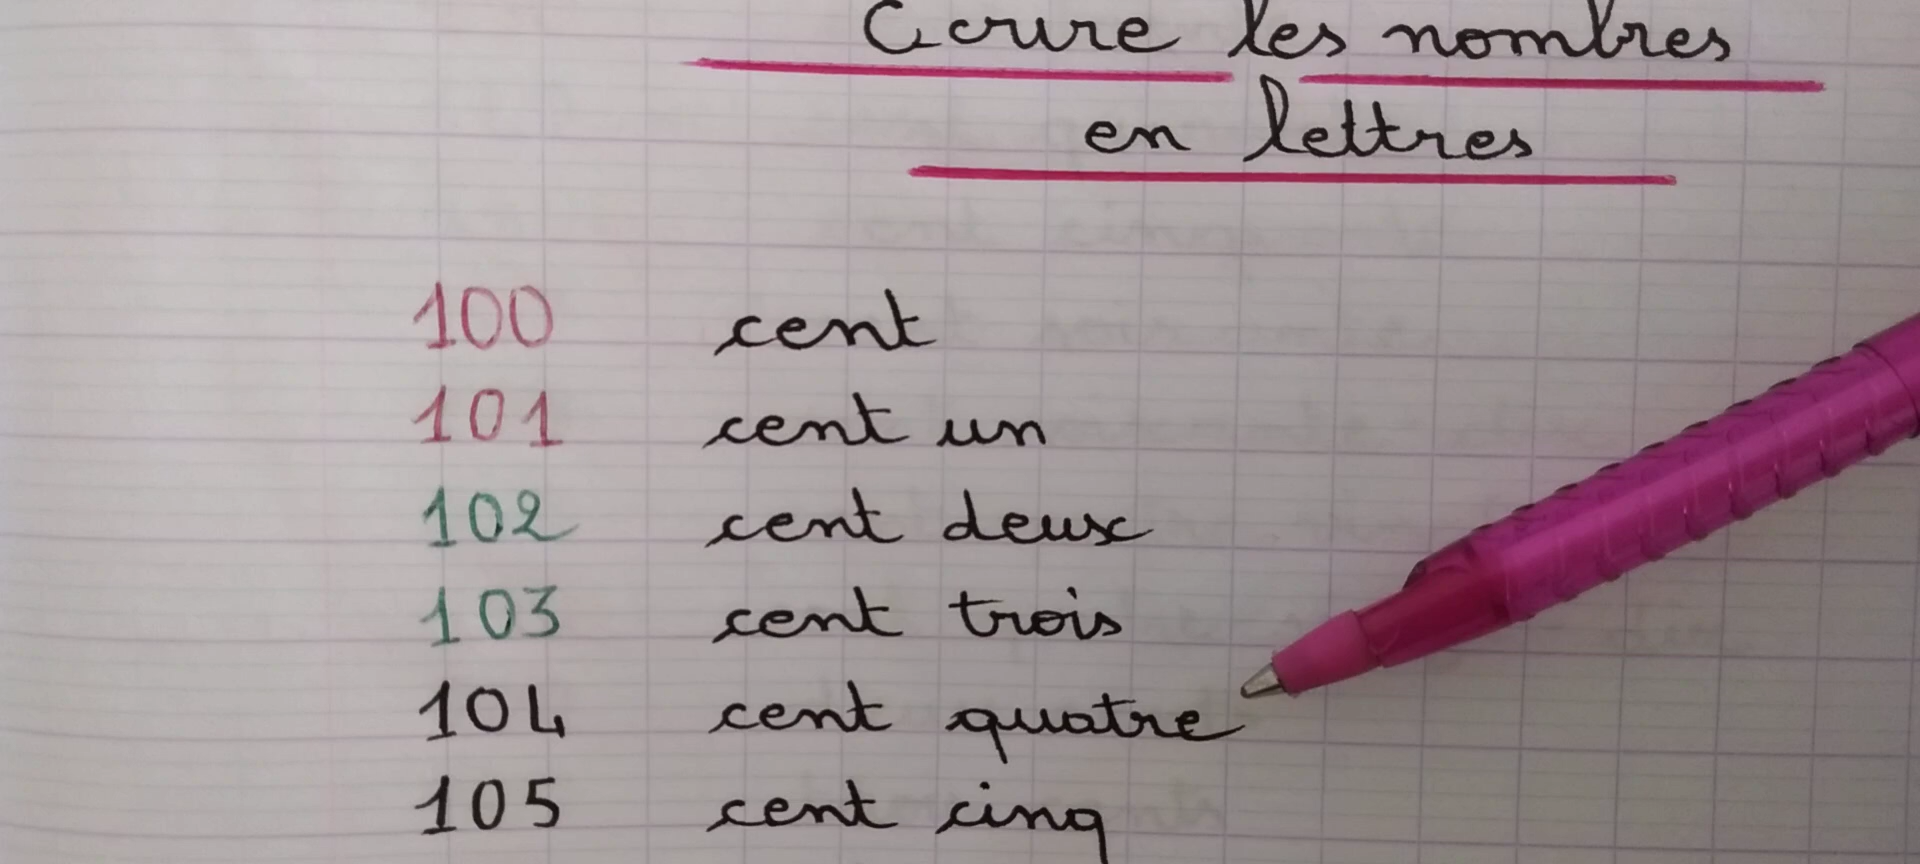 Ecrire les nombres
en lettres
100 cent
101 cent un
102 cent deux
103 cent trois
104 cent quatre
105 cent cinq